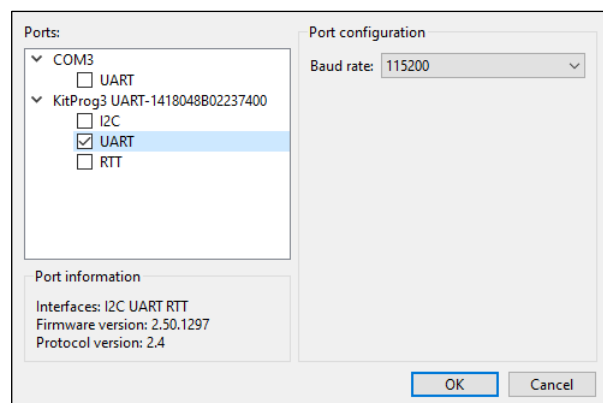 Ports:
COM3
UART
KitProg3 UART-1418048B02237400
I2C
UART
RTT
Port information
Interfaces: I2C UART RTT
Firmware version: 2.50.1297
Protocol version: 2.4
Port configuration
Baud rate: 115200
OK
Cancel